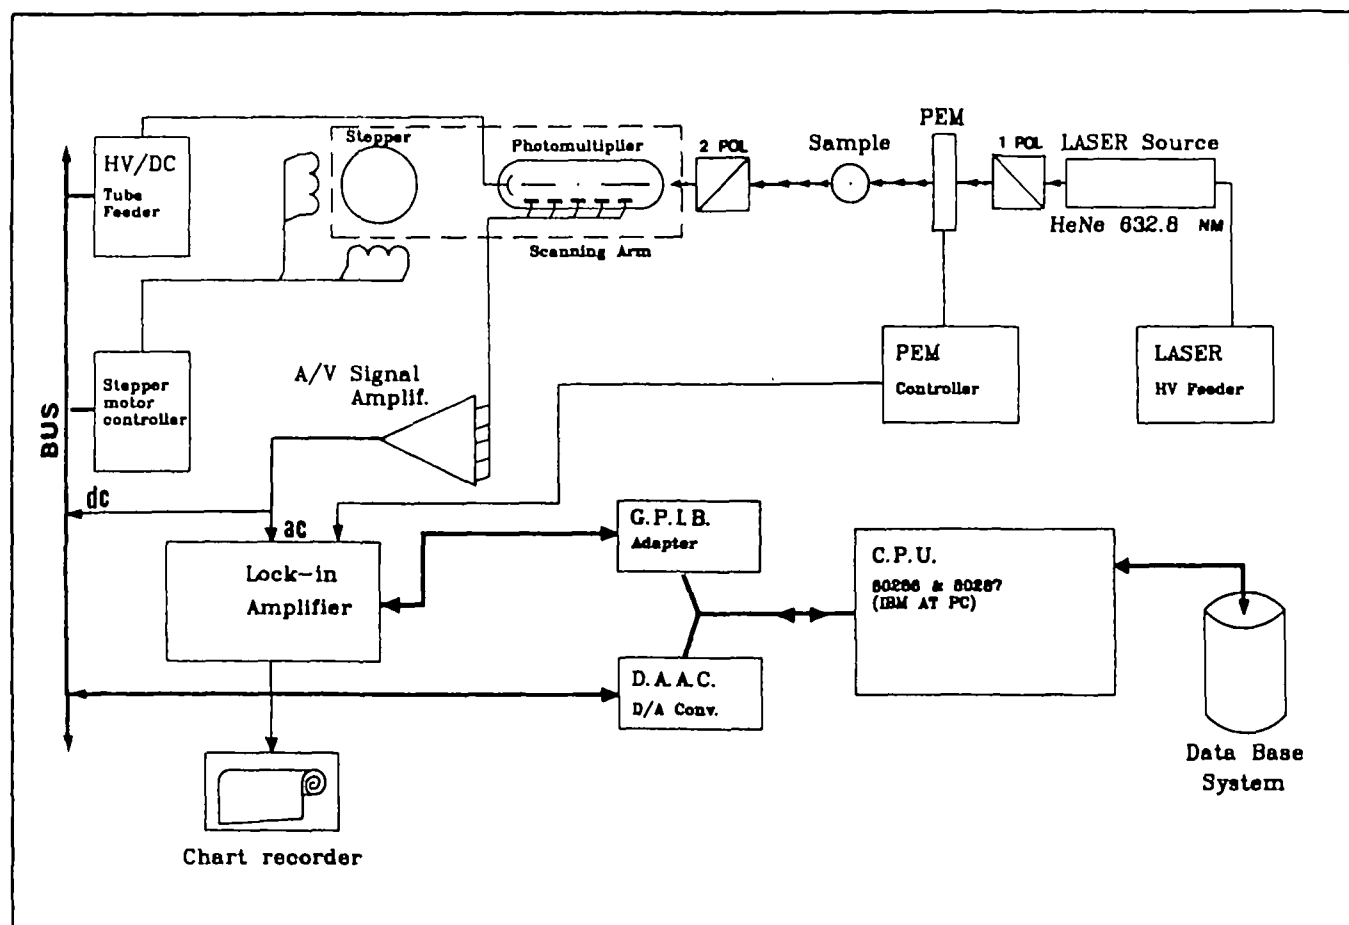 PEM
Stepper
Photomultiplier
2 POL
Sample
1 POL
LASER Source
HV/DC
Tube
Feeder
HeNe 632.8 NM
Scanning Arm
PEM
Controller
LASER
HV Feeder
A/V Signal
Amplif.
Stepper
motor
controller
BUS
dc
ac
G.P.I.B.
Adapter
C.P.U.
80286 & 80287
(IBM AT PC)
Lock-in
Amplifier
D.A.A.C.
D/A Conv.
Data Base
System
Chart recorder